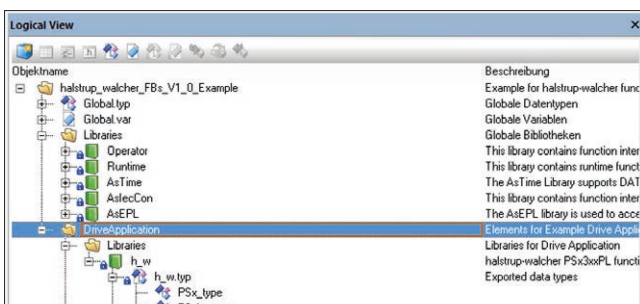 Logical View
Objektname Beschreibung
halstrup_walcher_FBs_V1_0_Example Example for halstrup-walcher func
Global.typ Globale Datentypen
Global.var Globale Variablen
Libraries Globale Bibliotheken
Operator This library contains function inter
Runtime This library contains runtime funct
AsTime The AsTime Library supports DAT
AsIecCon This library contains function inter
AsEPL The AsEPL library is used to acce
DriveApplication Elements for Example Drive Appli
Libraries Libraries for Drive Application
h_w halstrup-walcher PSx3xxPL functi
h_w.typ Exported data types
PSx_type